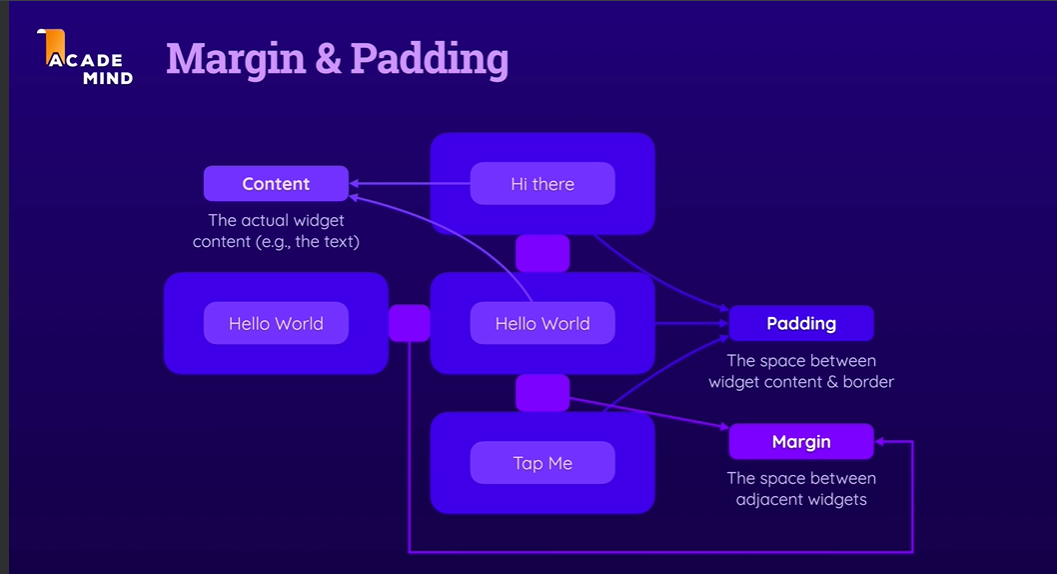 ACADE
MIND
Margin & Padding
Hi there
Content
The actual widget
content (e.g., the text)
Hello World
Hello World
Padding
The space between
widget content & border
Tap Me
Margin
The space between
adjacent widgets